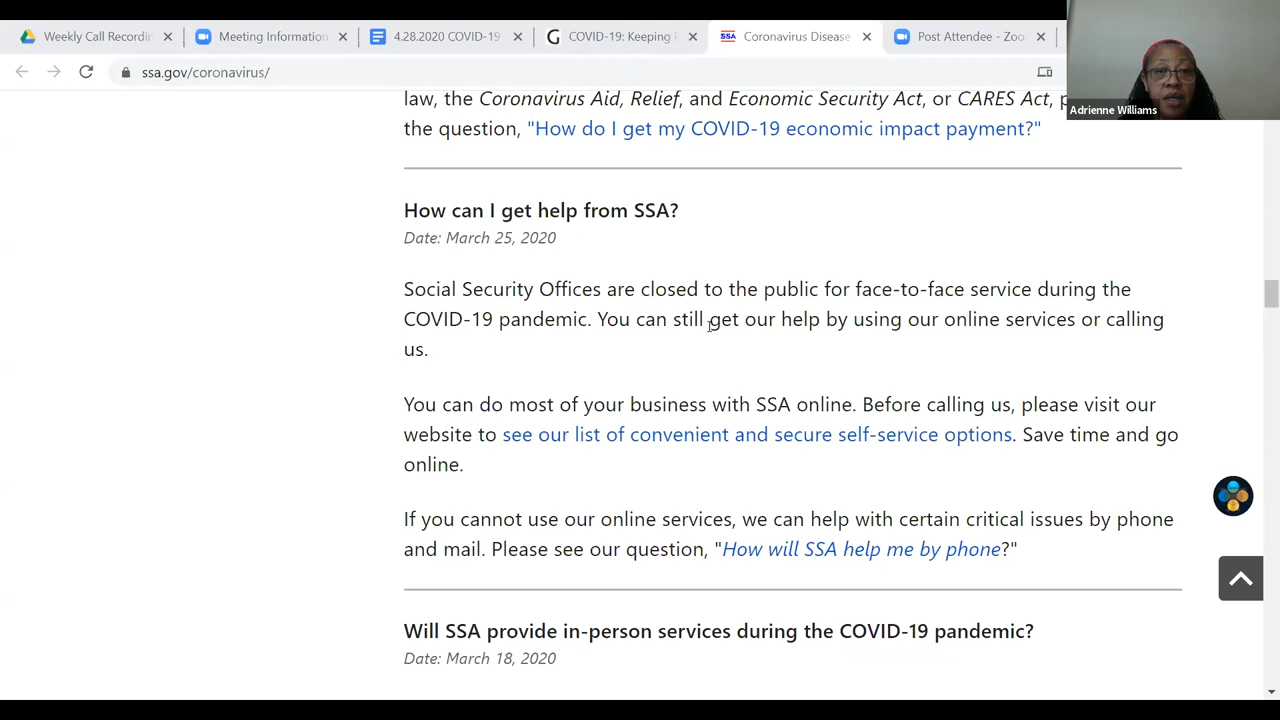 Weekly Call Recordi
Meeting Information
4.28.2020 COVID-19
COVID-19: Keeping
SSA
Coronavirus Disease
Post Attendee - Zoo
ssa.gov/coronavirus/
Adrienne Williams
law, the Coronavirus Aid, Relief, and Economic Security Act, or CARES Act,
the question, "How do I get my COVID-19 economic impact payment?"
How can I get help from SSA?
Date: March 25, 2020
Social Security Offices are closed to the public for face-to-face service during the
COVID-19 pandemic. You can still get our help by using our online services or calling
us.
You can do most of your business with SSA online. Before calling us, please visit our
website to see our list of convenient and secure self-service options. Save time and go
online.
If you cannot use our online services, we can help with certain critical issues by phone
and mail. Please see our question, "How will SSA help me by phone?"
Will SSA provide in-person services during the COVID-19 pandemic?
Date: March 18, 2020